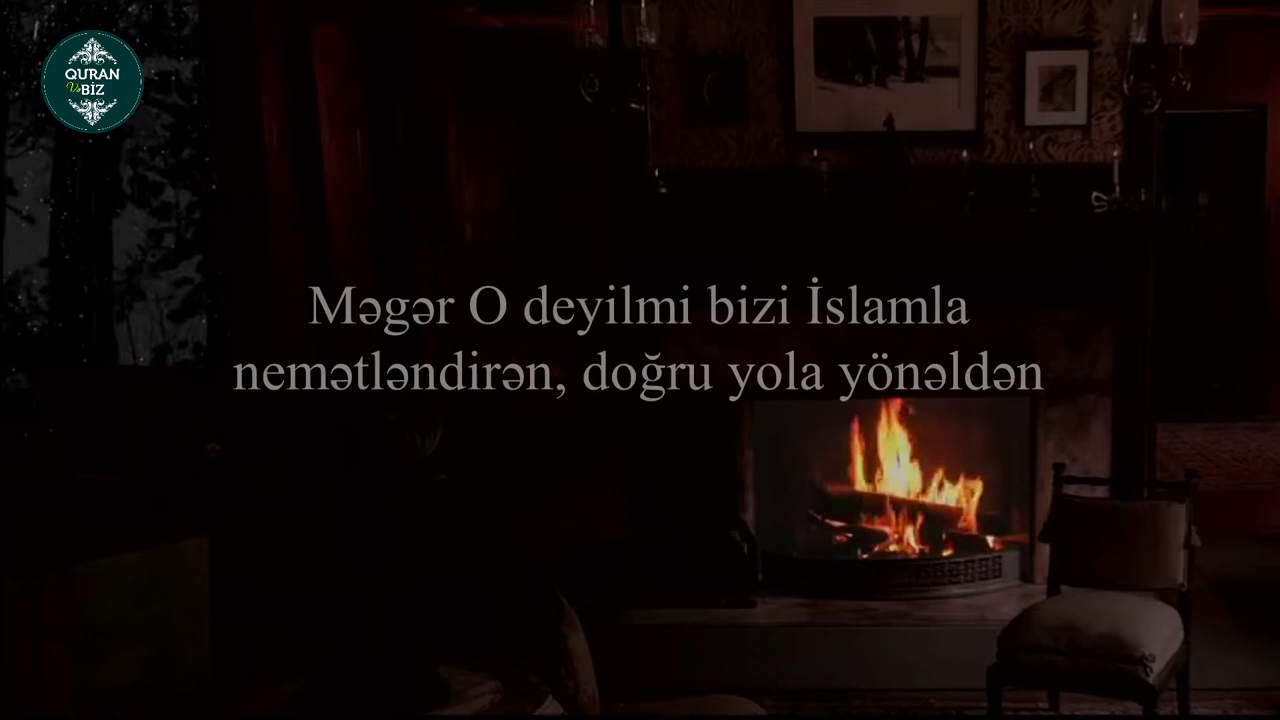 QURAN
Və BİZ
Məgər O deyilmi bizi İslamla
nemətləndirən, doğru yola yönəldən